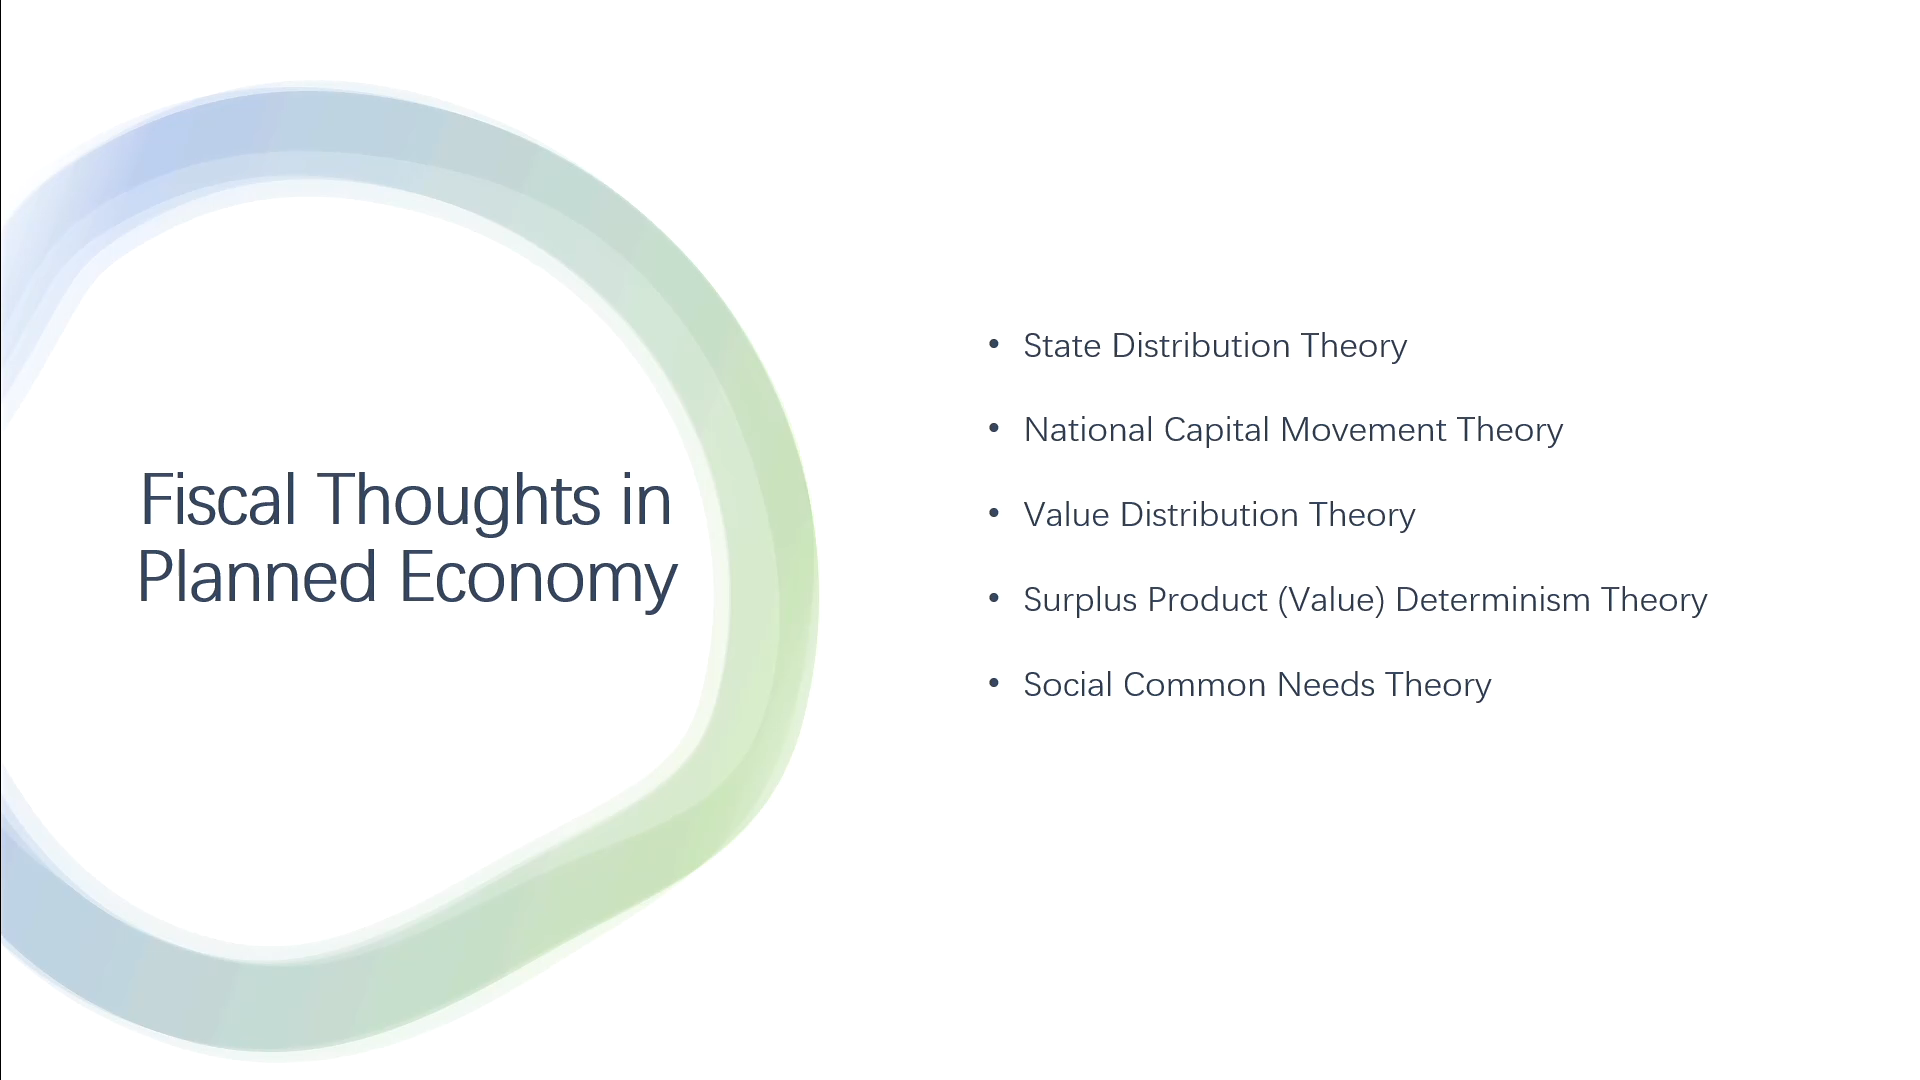 Fiscal Thoughts in
Planned Economy
• State Distribution Theory
• National Capital Movement Theory
• Value Distribution Theory
• Surplus Product (Value) Determinism Theory
• Social Common Needs Theory